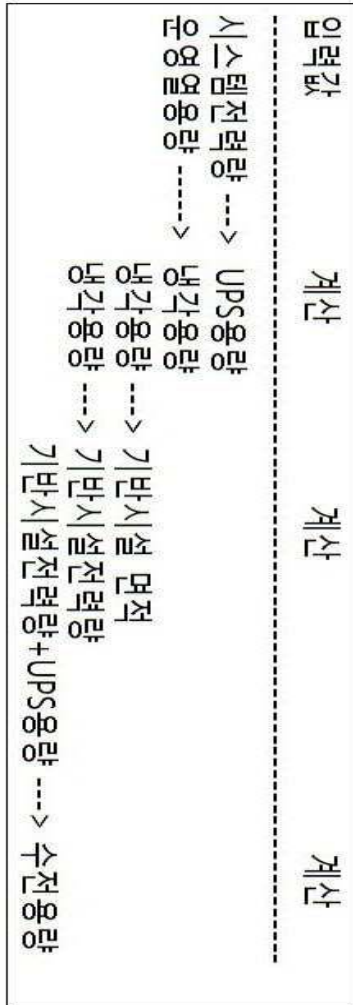 입력값 계산 계산 계산
시스템전력량 -----> UPS용량
운영열용량 -----> 냉각용량
냉각용량 -----> 기반시설 면적
냉각용량 -----> 기반시설전력량
기반시설전력량+UPS용량 -----> 수전용량